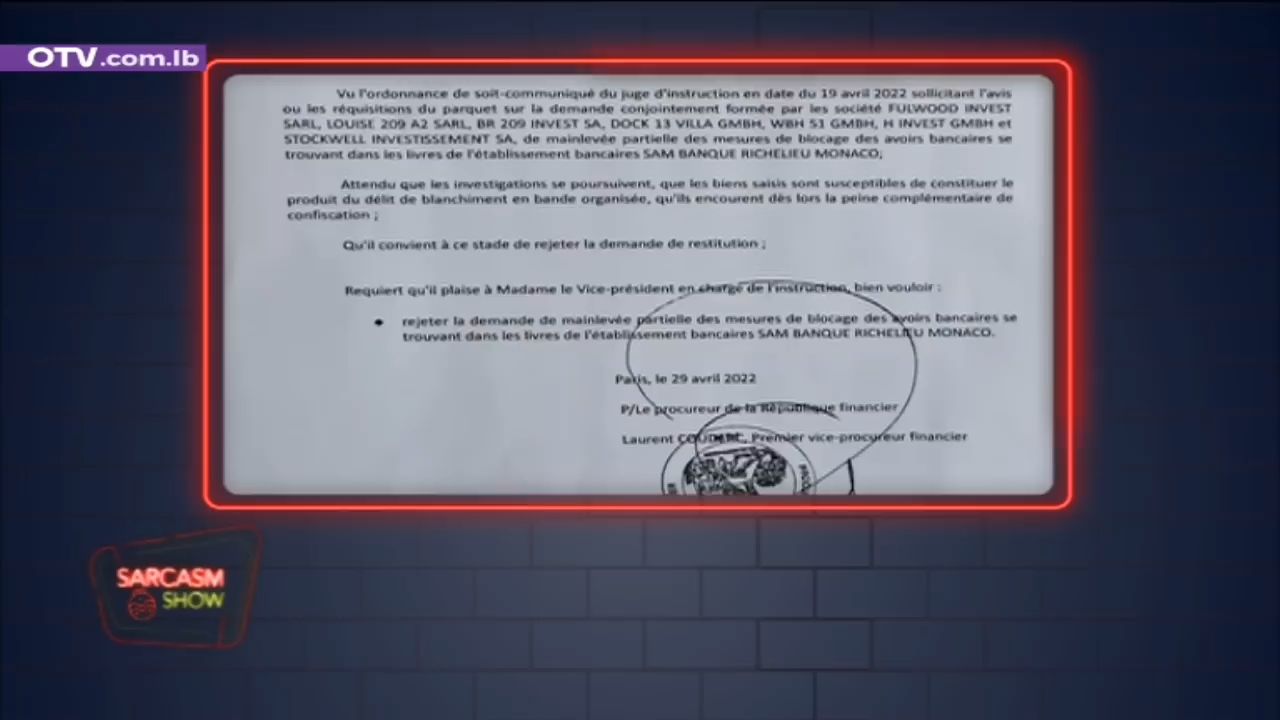 OTV.com.lb
Vu l'ordonnance de soit-communiqué du juge d'instruction en date du 19 avril 2022 sollicitant l'avis
ou les réquisitions du parquet sur la demande conjointement formée par les société FULWOOD INVEST
SARL, LOUISE 209 A2 SARL, BR 209 INVEST SA, DOCK 13 VILLA GMBH, WBH 51 GMBH, H INVEST GMBH et
STOCKWELL INVESTISSEMENT SA, de mainlevée partielle des mesures de blocage des avoirs bancaires se
trouvant dans les livres de l'établissement bancaires SAM BANQUE RICHELIEU MONACO;
Attendu que les investigations se poursuivent, que les biens saisis sont susceptibles de constituer le
produit du délit de blanchiment en bande organisée, qu'ils encourent dès lors la peine complémentaire de
confiscation ;
Qu'il convient à ce stade de rejeter la demande de restitution ;
Requiert qu'il plaise à Madame le Vice-président en charge de l'instruction, bien vouloir :
◆ rejeter la demande de mainlevée partielle des mesures de blocage des avoirs bancaires se
trouvant dans les livres de l'établissement bancaires SAM BANQUE RICHELIEU MONACO.
Paris, le 29 avril 2022
P/Le procureur de la République financier
Laurent , Premier vice-procureur financier
SARCASM
SHOW